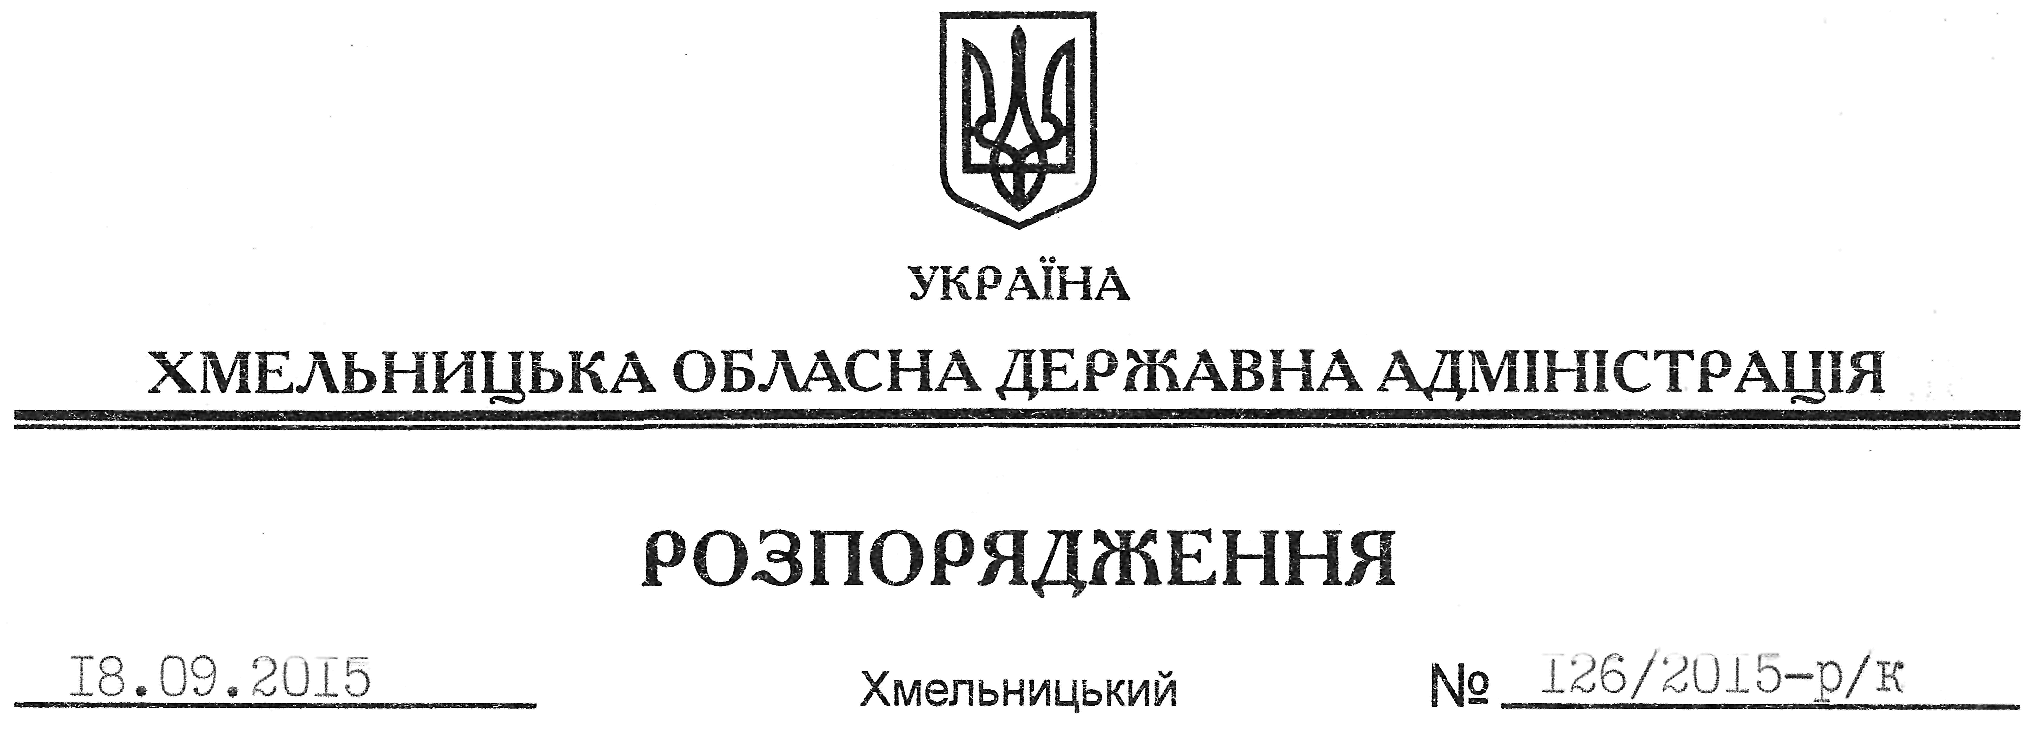 УКРАЇНА
ХМЕЛЬНИЦЬКА ОБЛАСНА ДЕРЖАВНА АДМІНІСТРАЦІЯ
РОЗПОРЯДЖЕННЯ
18.09.2015 Хмельницький № 126/2015-р/к